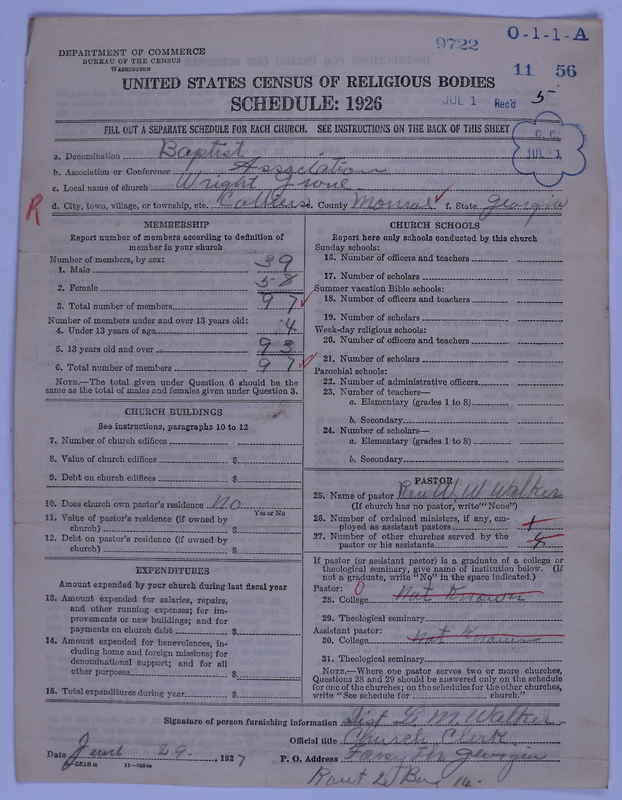 9722
O-1-1-A
DEPARTMENT OF COMMERCE
BUREAU OF THE CENSUS
WASHINGTON
11 56
UNITED STATES CENSUS OF RELIGIOUS BODIES
SCHEDULE: 1926
JUL 1 Rec'd 5
FILL OUT A SEPARATE SCHEDULE FOR EACH CHURCH. SEE INSTRUCTIONS ON THE BACK OF THIS SHEET
C. C.
JUL 1
a. Denomination Baptist
b. Association or Conference Association
c. Local name of church Wright Grove
R d. City, town, village, or township, etc. e. County Monroe f. State Georgia
MEMBERSHIP
Report number of members according to definition of
member in your church
Number of members, by sex:
1. Male 39
2. Female 58
3. Total number of members 97
Number of members under and over 13 years old:
4. Under 13 years of age 4
5. 13 years old and over 93
6. Total number of members 97
NOTE.—The total given under Question 6 should be the
same as the total of males and females given under Question 3.
CHURCH BUILDINGS
See instructions, paragraphs 10 to 12
7. Number of church edifices
8. Value of church edifices $
9. Debt on church edifices $
10. Does church own pastor's residence no
Yes or No
11. Value of pastor's residence (if owned by
church) $
12. Debt on pastor's residence (if owned by
church) $
EXPENDITURES
Amount expended by your church during last fiscal year
13. Amount expended for salaries, repairs,
and other running expenses; for im-
provements or new buildings; and for
payments on church debt $
14. Amount expended for benevolences, in-
cluding home and foreign missions; for
denominational support; and for all
other purposes $
15. Total expenditures during year $
CHURCH SCHOOLS
Report here only schools conducted by this church
Sunday schools:
16. Number of officers and teachers
17. Number of scholars
Summer vacation Bible schools:
18. Number of officers and teachers
19. Number of scholars
Week-day religious schools:
20. Number of officers and teachers
21. Number of scholars
Parochial schools:
22. Number of administrative officers
23. Number of teachers—
a. Elementary (grades 1 to 8)
b. Secondary
24. Number of scholars—
a. Elementary (grades 1 to 8)
b. Secondary
PASTOR
25. Name of pastor Rev W. W Walker
(If church has no pastor, write "None")
26. Number of ordained ministers, if any, em-
ployed as assistant pastors 1
27. Number of other churches served by the
pastor or his assistants 4
If pastor (or assistant pastor) is a graduate of a college or
theological seminary, give name of institution below. (If
not a graduate, write "No" in the space indicated.)
Pastor: 0
28. College Not Known
29. Theological seminary
Assistant pastor:
30. College Not Known
31. Theological seminary
NOTE.—Where one pastor serves two or more churches,
Questions 28 and 29 should be answered only on the schedule
for one of the churches; on the schedules for the other churches,
write "See schedule for church."
Signature of person furnishing information M. Walker
Official title Church Clerk
Date June 29, 1927 P. O. Address Georgia
8-5518a 11-9554a
Rout 2 Box 14.